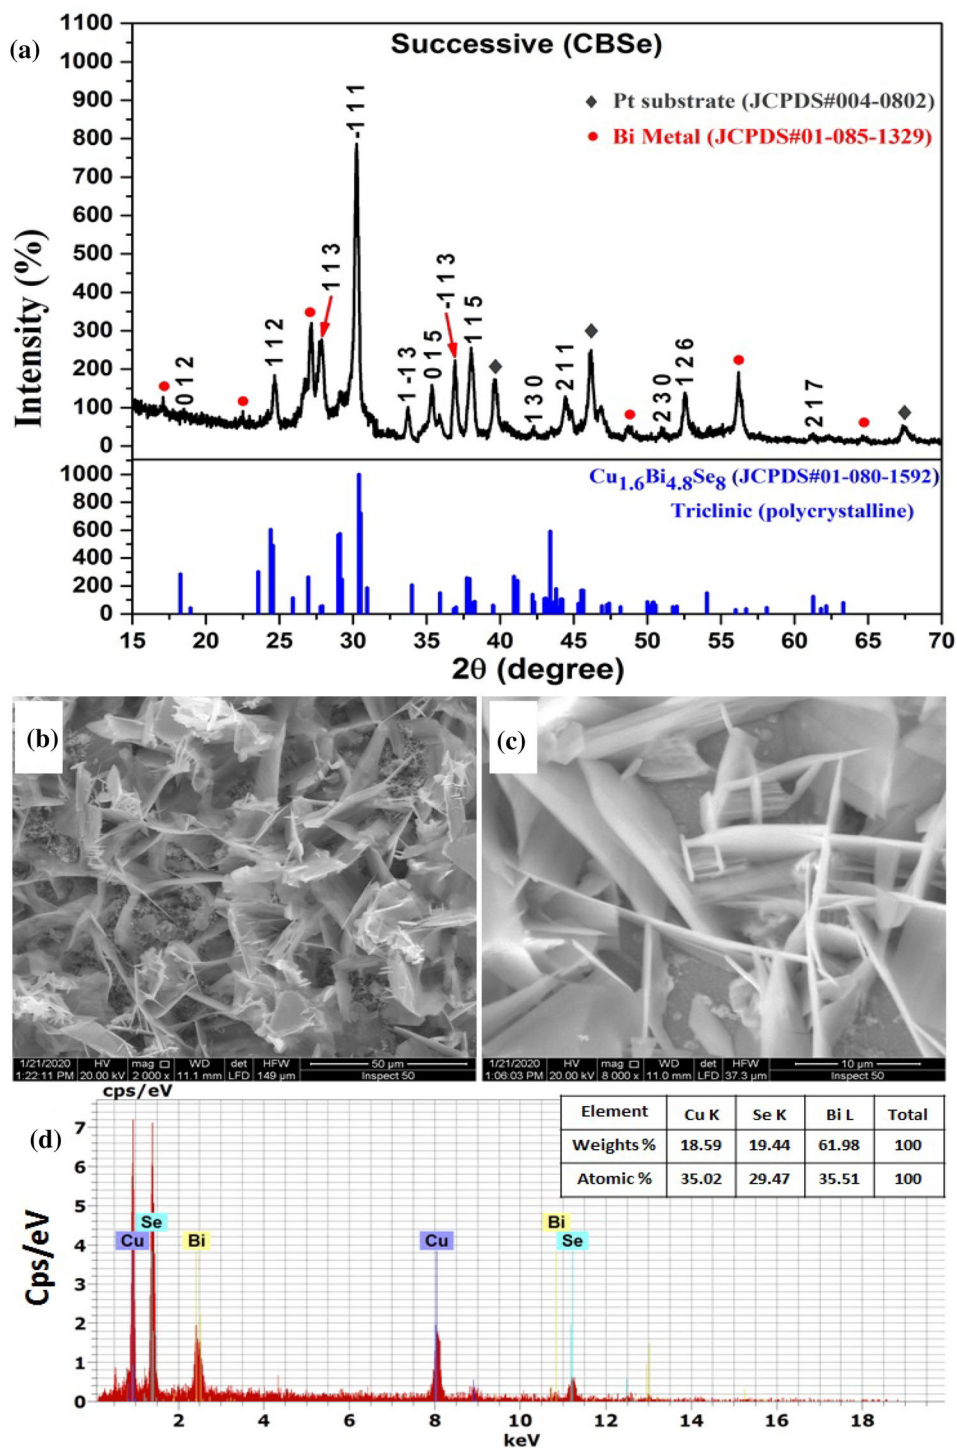 (a)
Successive (CBSe)
Pt substrate (JCPDS#004-0802)
Bi Metal (JCPDS#01-085-1329)
Intensity (%)
1100
1000
900
800
700
600
500
400
300
200
100
0
0 1 2
1 1 2
1 1 3
-1 1 1
1 -1 3
0 1 5
-1 1 3
1 1 5
1 3 0
2 1 1
2 3 0
1 2 6
2 1 7
Cu1.6Bi4.8Se8 (JCPDS#01-080-1592)
Triclinic (polycrystalline)
1000
800
600
400
200
0
15 20 25 30 35 40 45 50 55 60 65 70
2θ (degree)
(b)
1/21/2020 HV mag WD det HFW 50 µm
1:22:11 PM 20.00 kV 2 000 x 11.1 mm LFD 149 µm Inspect 50
(c)
1/21/2020 HV mag WD det HFW 10 µm
1:06:03 PM 20.00 kV 8 000 x 11.0 mm LFD 37.3 µm Inspect 50
(d)
cps/eV
Element Cu K Se K Bi L Total
Weights % 18.59 19.44 61.98 100
Atomic % 35.02 29.47 35.51 100
Cps/eV
7
6
5
4
3
2
1
0
Se
Cu
Bi
Cu
Bi
Se
2 4 6 8 10 12 14 16 18
keV